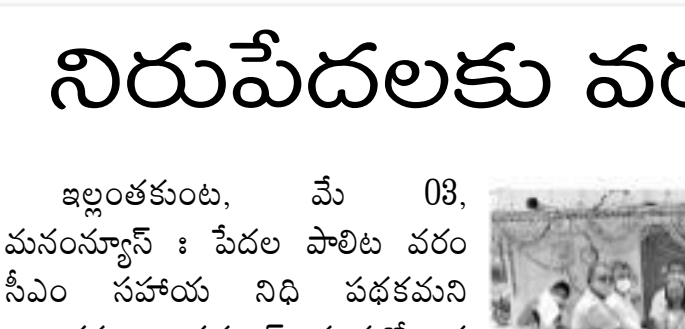 నిరుపేదలకు
ఇల్లంతకుంట, మే 03,
మనంన్యూస్ : పేదల పాలిట వరం
సీఎం సహాయ నిధి పథకమని